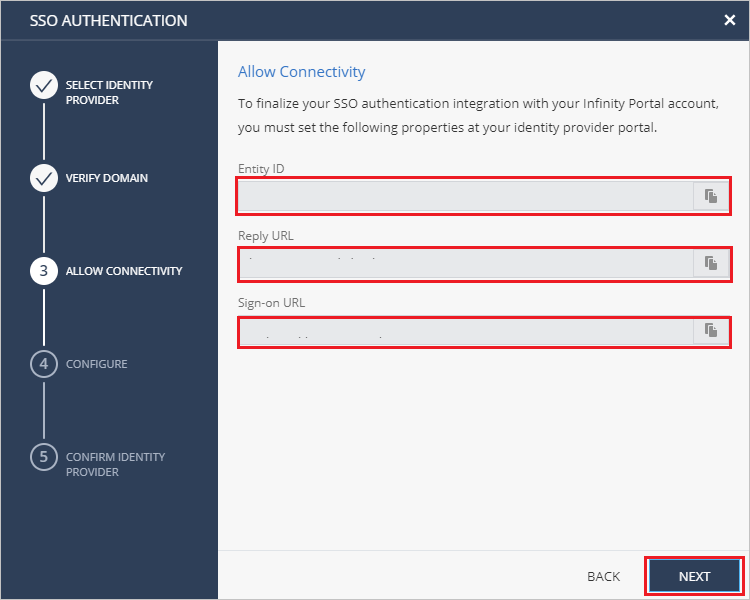 SSO AUTHENTICATION
SELECT IDENTITY
PROVIDER
VERIFY DOMAIN
3
ALLOW CONNECTIVITY
4
CONFIGURE
5
CONFIRM IDENTITY
PROVIDER
Allow Connectivity
To finalize your SSO authentication integration with your Infinity Portal account,
you must set the following properties at your identity provider portal.
Entity ID
Reply URL
Sign-on URL
BACK
NEXT